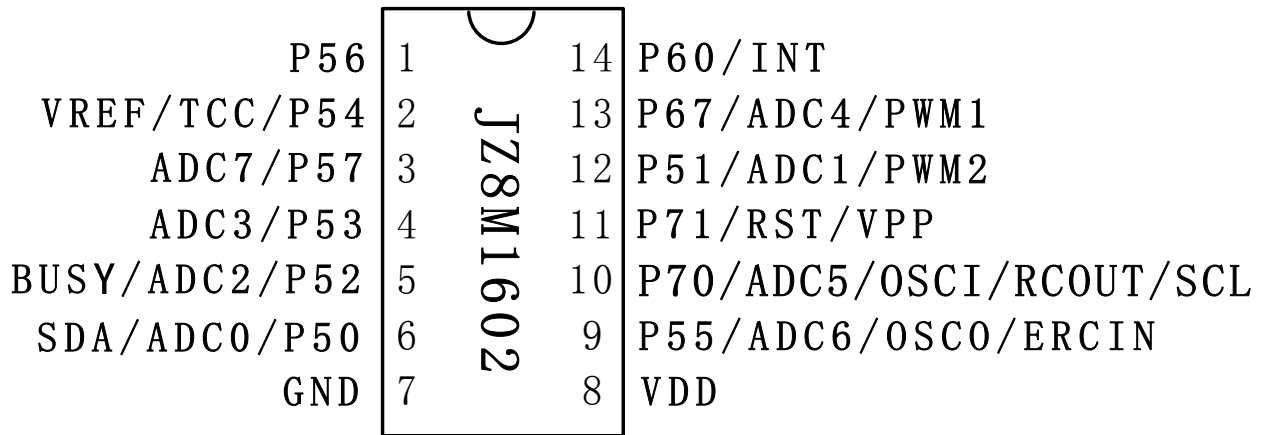 P56 1 14 P60/INT
VREF/TCC/P54 2 13 P67/ADC4/PWM1
ADC7/P57 3 12 P51/ADC1/PWM2
ADC3/P53 4 11 P71/RST/VPP
BUSY/ADC2/P52 5 10 P70/ADC5/OSCI/RCOUT/SCL
SDA/ADC0/P50 6 9 P55/ADC6/OSCO/ERCIN
GND 7 8 VDD
JZ8M1602